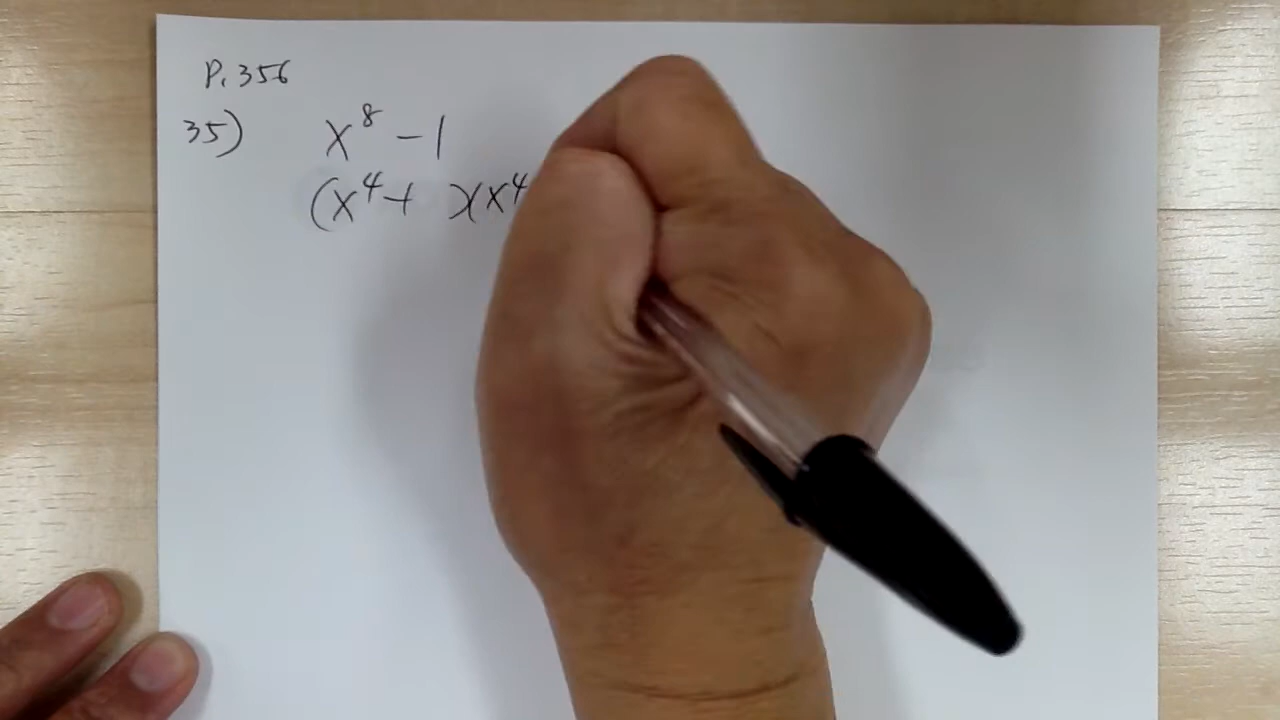 P. 356
35) x⁸ - 1
(x⁴+ )(x⁴